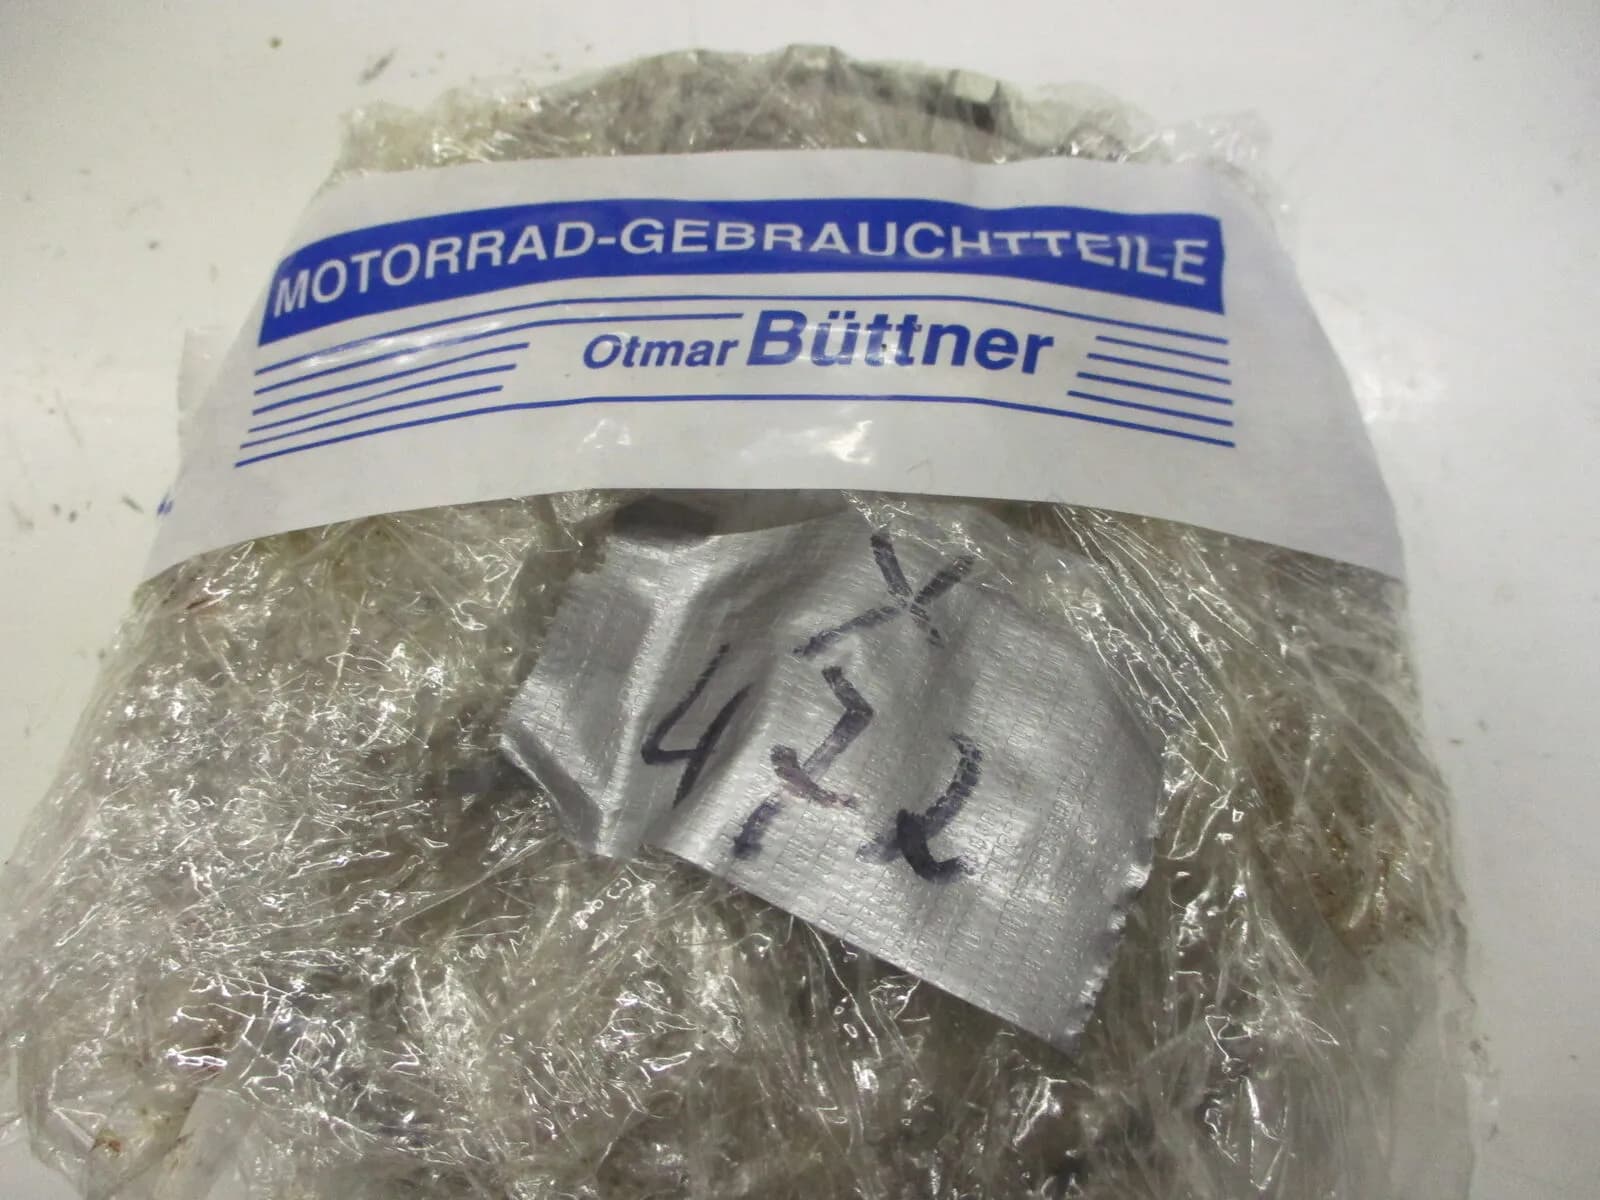 MOTORRAD-GEBRAUCHTTEILE
Otmar Büttner
X